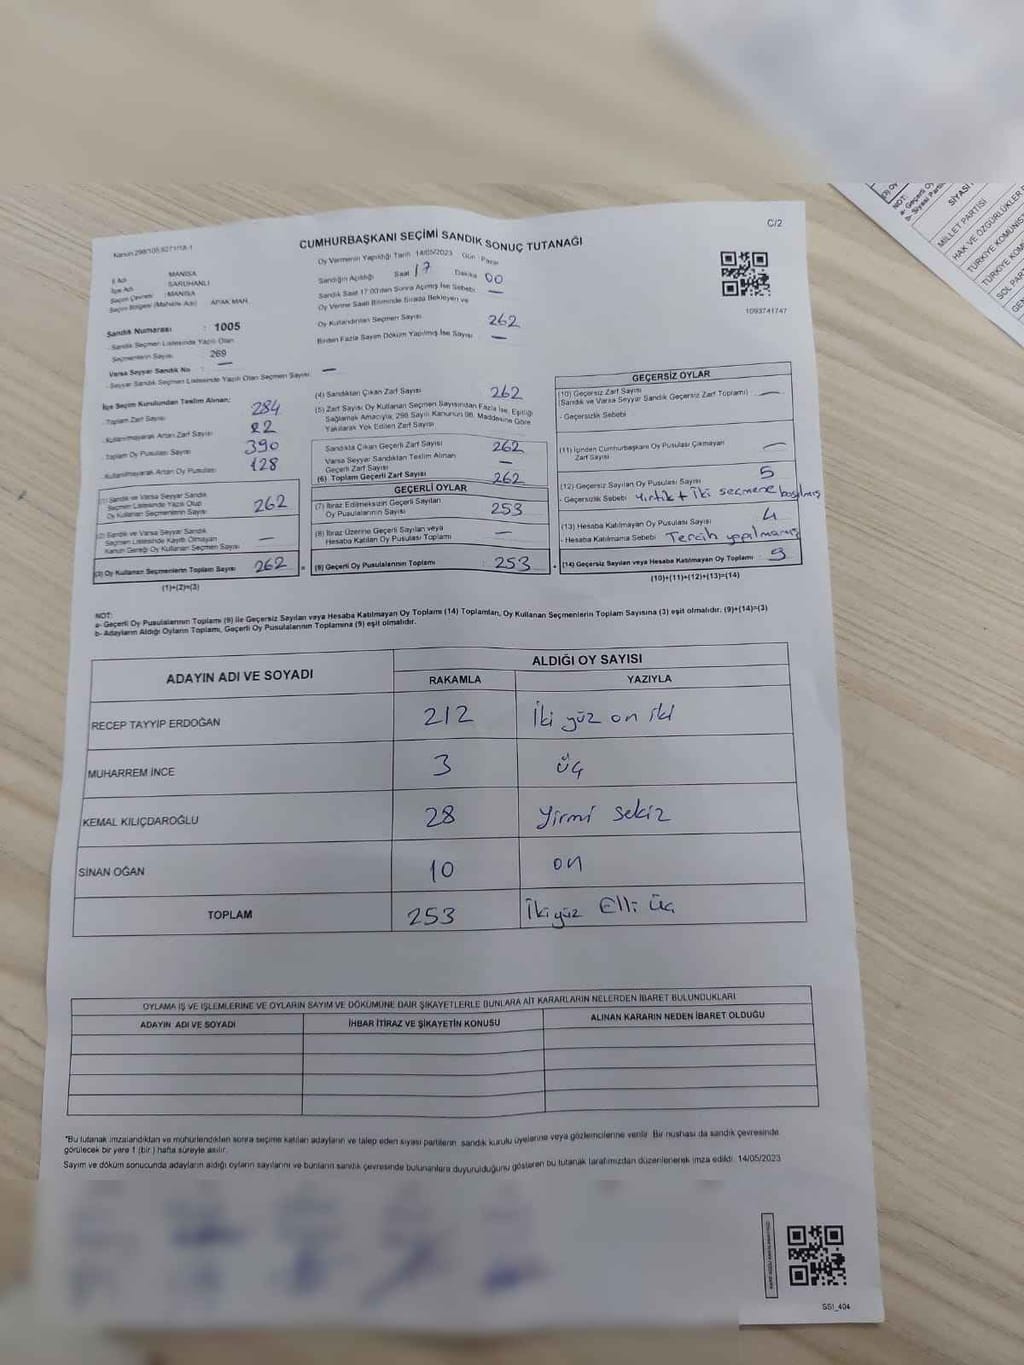 C/2
Kanun:298/105,6271/18-1
CUMHURBAŞKANI SEÇİMİ SANDIK SONUÇ TUTANAĞI
Oy Vermenin Yapıldığı Tarih 14/05/2023 Gün : Pazar
İl Adı : MANİSA
İlçe Adı : SARUHANLI
Seçim Çevresi : MANİSA
Seçim Bölgesi (Mahalle Adı) APAK MAH.
Sandığın Açıldığı Saat 17 Dakika 00
Sandık Saat 17.00'den Sonra Açılmış İse Sebebi —
Oy Verme Saati Bitiminde Sırada Bekleyen ve
Oy Kullandırılan Seçmen Sayısı 262
Birden Fazla Sayım Döküm Yapılmış İse Sayısı —
1093741747
Sandık Numarası : 1005
- Sandık Seçmen Listesinde Yazılı Olan
Seçmenlerin Sayısı 269
Varsa Seyyar Sandık No : —
- Seyyar Sandık Seçmen Listesinde Yazılı Olan Seçmen Sayısı —
İlçe Seçim Kurulundan Teslim Alınan:
- Toplam Zarf Sayısı 284
- Kullanılmayarak Artan Zarf Sayısı 22
- Toplam Oy Pusulası Sayısı 390
- Kullanılmayarak Artan Oy Pusulası 128
(1) Sandık ve Varsa Seyyar Sandık
Seçmen Listesinde Yazılı Olup
Oy Kullanan Seçmenlerin Sayısı 262
(2) Sandık ve Varsa Seyyar Sandık
Seçmen Listesinde Kayıtlı Olmayan
Kanun Gereği Oy Kullanan Seçmen Sayısı —
(3) Oy Kullanan Seçmenlerin Toplam Sayısı 262
(1)+(2)=(3)
(4) Sandıktan Çıkan Zarf Sayısı 262
(5) Zarf Sayısı Oy Kullanan Seçmen Sayısından Fazla İse, Eşitliği
Sağlamak Amacıyla, 298 Sayılı Kanunun 98. Maddesine Göre
Yakılarak Yok Edilen Zarf Sayısı
Sandıkta Çıkan Geçerli Zarf Sayısı 262
Varsa Seyyar Sandıktan Teslim Alınan
Geçerli Zarf Sayısı —
(6) Toplam Geçerli Zarf Sayısı 262
GEÇERLİ OYLAR
(7) İtiraz Edilmeksizin Geçerli Sayılan
Oy Pusulalarının Sayısı 253
(8) İtiraz Üzerine Geçerli Sayılan veya
Hesaba Katılan Oy Pusulası Toplamı —
(9) Geçerli Oy Pusulalarının Toplamı : 253
GEÇERSİZ OYLAR
(10) Geçersiz Zarf Sayısı
(Sandık ve Varsa Seyyar Sandık Geçersiz Zarf Toplamı) —
- Geçersizlik Sebebi
(11) İçinden Cumhurbaşkanı Oy Pusulası Çıkmayan
Zarf Sayısı —
(12) Geçersiz Sayılan Oy Pusulası Sayısı 5
- Geçersizlik Sebebi Yırtık + İki seçmene basılmış
(13) Hesaba Katılmayan Oy Pusulası Sayısı 4
- Hesaba Katılmama Sebebi Tercih yapılmamış
(14) Geçersiz Sayılan veya Hesaba Katılmayan Oy Toplamı : 9
(10)+(11)+(12)+(13)=(14)
NOT:
a- Geçerli Oy Pusulalarının Toplamı (9) ile Geçersiz Sayılan veya Hesaba Katılmayan Oy Toplamı (14) Toplamları, Oy Kullanan Seçmenlerin Toplam Sayısına (3) eşit olmalıdır. (9)+(14)=(3)
b- Adayların Aldığı Oyların Toplamı, Geçerli Oy Pusulalarının Toplamına (9) eşit olmalıdır.
ADAYIN ADI VE SOYADI
ALDIĞI OY SAYISI
RAKAMLA YAZIYLA
RECEP TAYYIP ERDOĞAN 212 İki yüz on iki
MUHARREM İNCE 3 üç
KEMAL KILIÇDAROĞLU 28 Yirmi sekiz
SİNAN OĞAN 10 on
TOPLAM 253 İki yüz Elli Üç
OYLAMA İŞ VE İŞLEMLERİNE VE OYLARIN SAYIM VE DÖKÜMÜNE DAİR ŞİKAYETLERLE BUNLARA AİT KARARLARIN NELERDEN İBARET BULUNDUKLARI
ADAYIN ADI VE SOYADI İHBAR İTİRAZ VE ŞİKAYETİN KONUSU ALINAN KARARIN NEDEN İBARET OLDUĞU
*Bu tutanak imzalandıktan ve mühürlendikten sonra seçime katılan adayların ve talep eden siyasi partilerin sandık kurulu üyelerine veya gözlemcilerine verilir. Bir nüshası da sandık çevresinde
görülecek bir yere 1 (bir ) hafta süreyle asılır.
Sayım ve döküm sonucunda adayların aldığı oyların sayılarını ve bunların sandık çevresinde bulunanlara duyurulduğunu gösteren bu tutanak tarafımızdan düzenlenerek imza edildi. 14/05/2023
SSI_404
NOT:
a- Geçerli
b- Siyasi Parti
SİYASİ
MİLLET PARTİSİ
HAK VE ÖZGÜRLÜKLER
TÜRKİYE KOMÜNİS
TÜRKİYE KOMÜ
SOL PAR
GEN